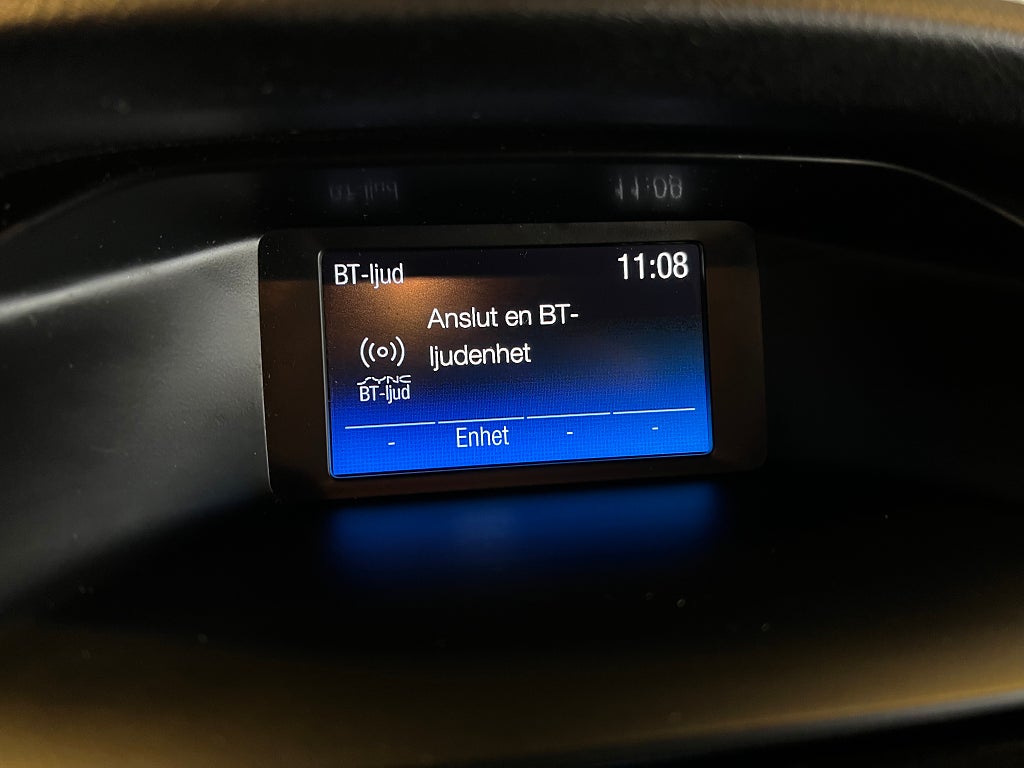 BT-ljud 11:08
Anslut en BT-
ljudenhet
SYNC
BT-ljud
- Enhet - -